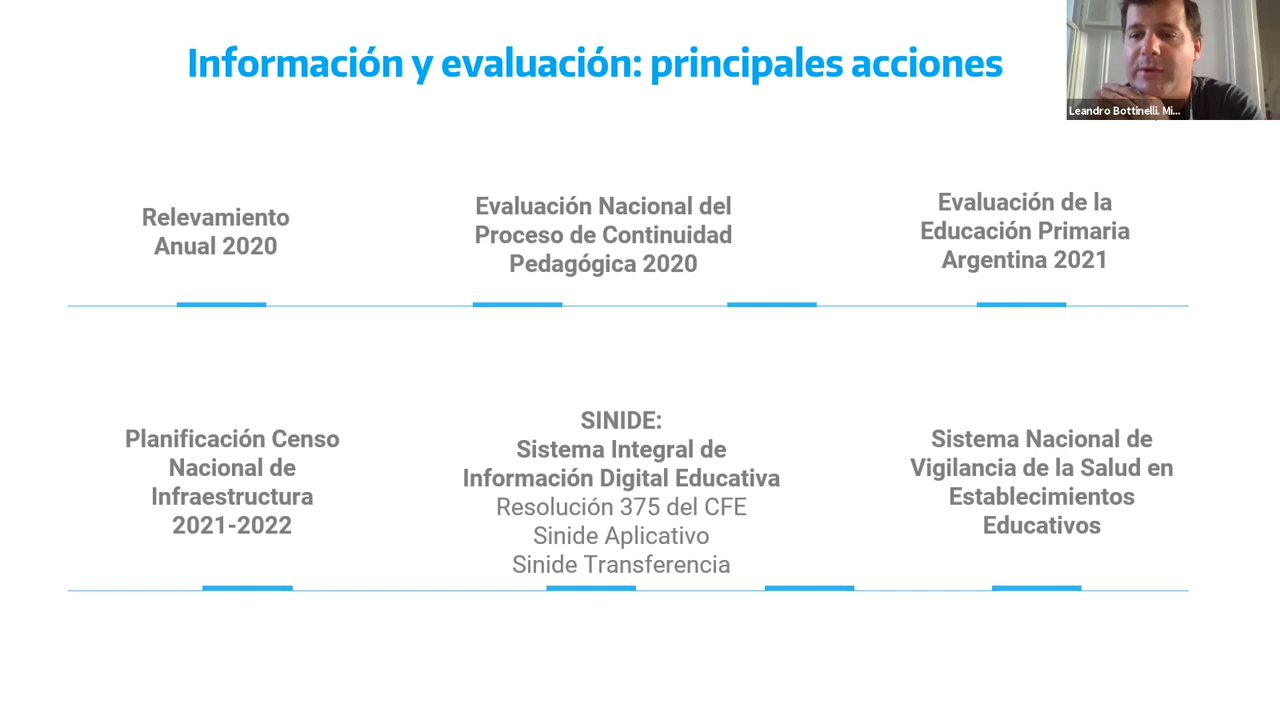 Información y evaluación: principales acciones
Leandro Bottinelli. Mi...
Relevamiento
Anual 2020
Evaluación Nacional del
Proceso de Continuidad
Pedagógica 2020
Evaluación de la
Educación Primaria
Argentina 2021
Planificación Censo
Nacional de
Infraestructura
2021-2022
SINIDE:
Sistema Integral de
Información Digital Educativa
Resolución 375 del CFE
Sinide Aplicativo
Sinide Transferencia
Sistema Nacional de
Vigilancia de la Salud en
Establecimientos
Educativos